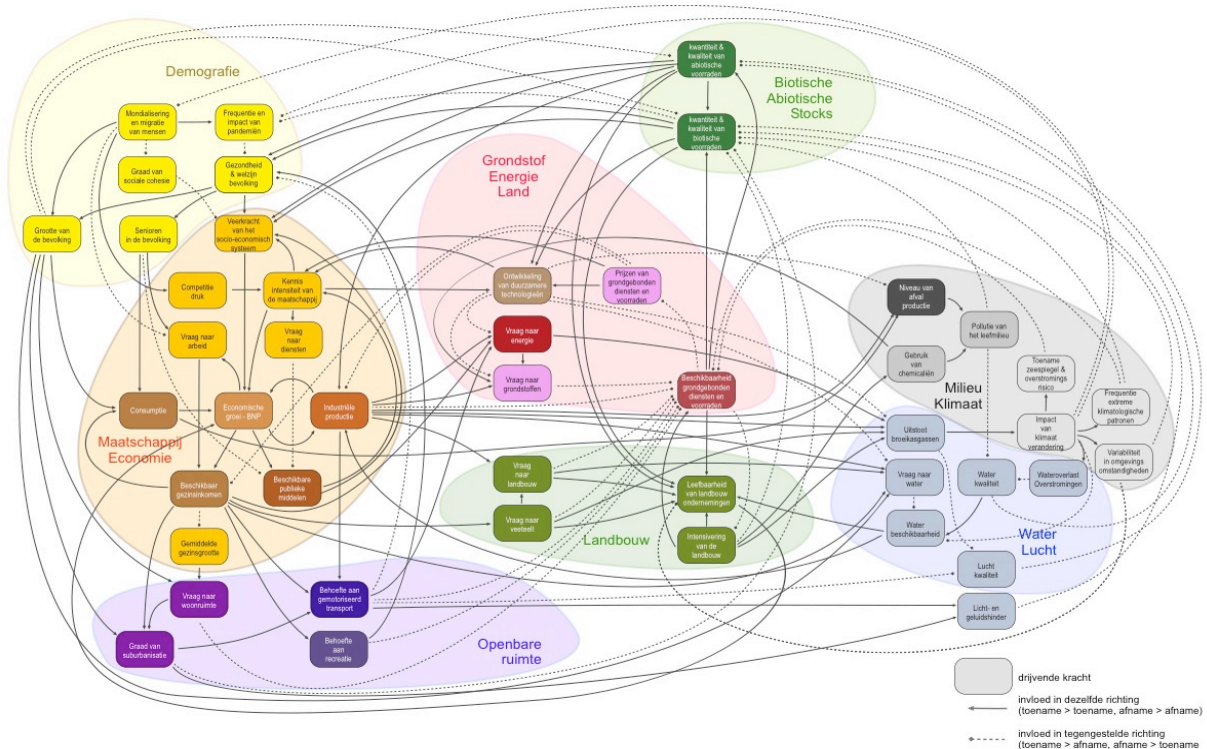 Demografie
Mondialisering
en migratie
van mensen
Frequentie en
impact van
pandemiën
Graad van
sociale cohesie
Gezondheid
& welzijn
bevolking
Grootte van
de bevolking
Senioren
in de bevolking
Veerkracht
van het
socio-economisch
systeem
Competitie
druk
Kennis
intensiteit van
de maatschappij
Vraag naar
arbeid
Vraag
naar
diensten
Consumptie
Economische
groei - BNP
Industriële
productie
Maatschappij
Economie
Beschikbaar
gezinsinkomen
Beschikbare
publieke
middelen
Gemiddelde
gezinsgrootte
Vraag naar
woonruimte
Behoefte aan
gemotoriseerd
transport
Graad van
suburbanisatie
Behoefte
aan
recreatie
Openbare
ruimte
kwantiteit &
kwaliteit van
abiotische
voorraden
kwantiteit &
kwaliteit van
biotische
voorraden
Biotische
Abiotische
Stocks
Grondstof
Energie
Land
Ontwikkeling
van duurzamere
technologieën
Prijzen van
grondgebonden
diensten en
voorraden
Vraag naar
energie
Vraag naar
grondstoffen
Beschikbaarheid
grondgebonden
diensten en
voorraden
Vraag
naar
landbouw
Vraag naar
veeteelt
Leefbaarheid
van landbouw
ondernemingen
Intensivering
van de
landbouw
Landbouw
Niveau van
afval
productie
Pollutie van
het leefmilieu
Gebruik
van
chemicaliën
Toename
zeespiegel &
overstromings
risico
Milieu
Klimaat
Frequentie
extreme
klimatologische
patronen
Impact
van
klimaat
verandering
Variabiliteit
in omgevings
omstandigheden
Uitstoot
broeikasgassen
Vraag naar
water
Water
kwaliteit
Wateroverlast
Overstromingen
Water
beschikbaarheid
Water
Lucht
Lucht
kwaliteit
Licht- en
geluidshinder
drijvende kracht
invloed in dezelfde richting
(toename > toename, afname > afname)
invloed in tegengestelde richting
(toename > afname, afname > toename